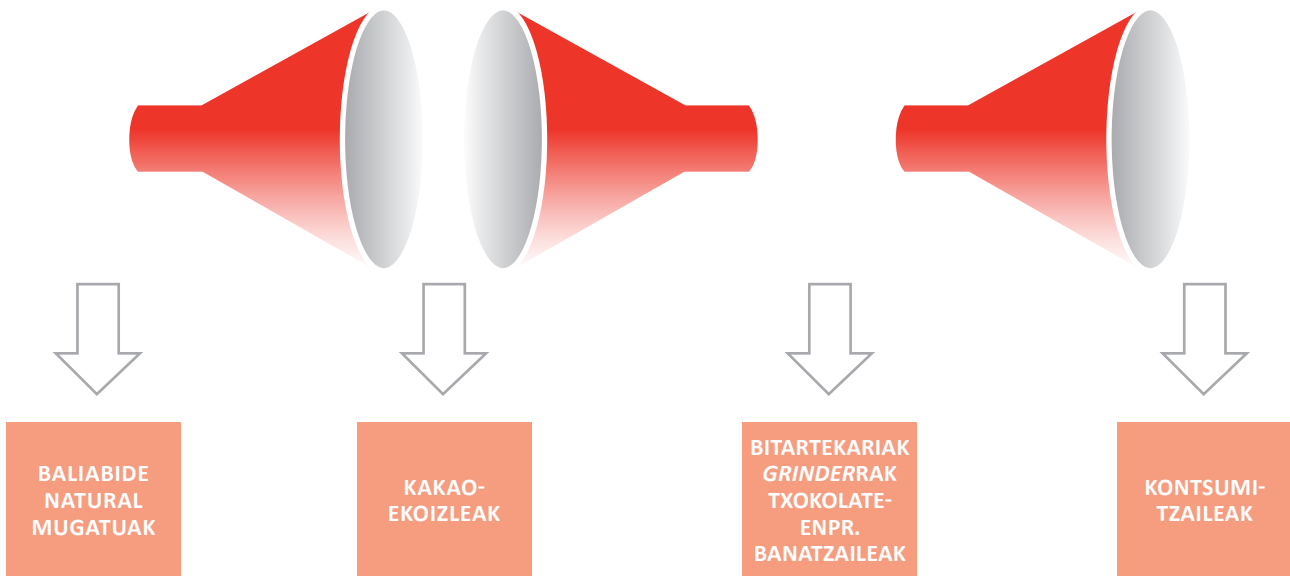 BALIABIDE
NATURAL
MUGATUAK
KAKAO-
EKOIZLEAK
BITARTEKARIAK
GRINDERRAK
TXOKOLATE-
ENPR.
BANATZAILEAK
KONTSUMI-
TZAILEAK